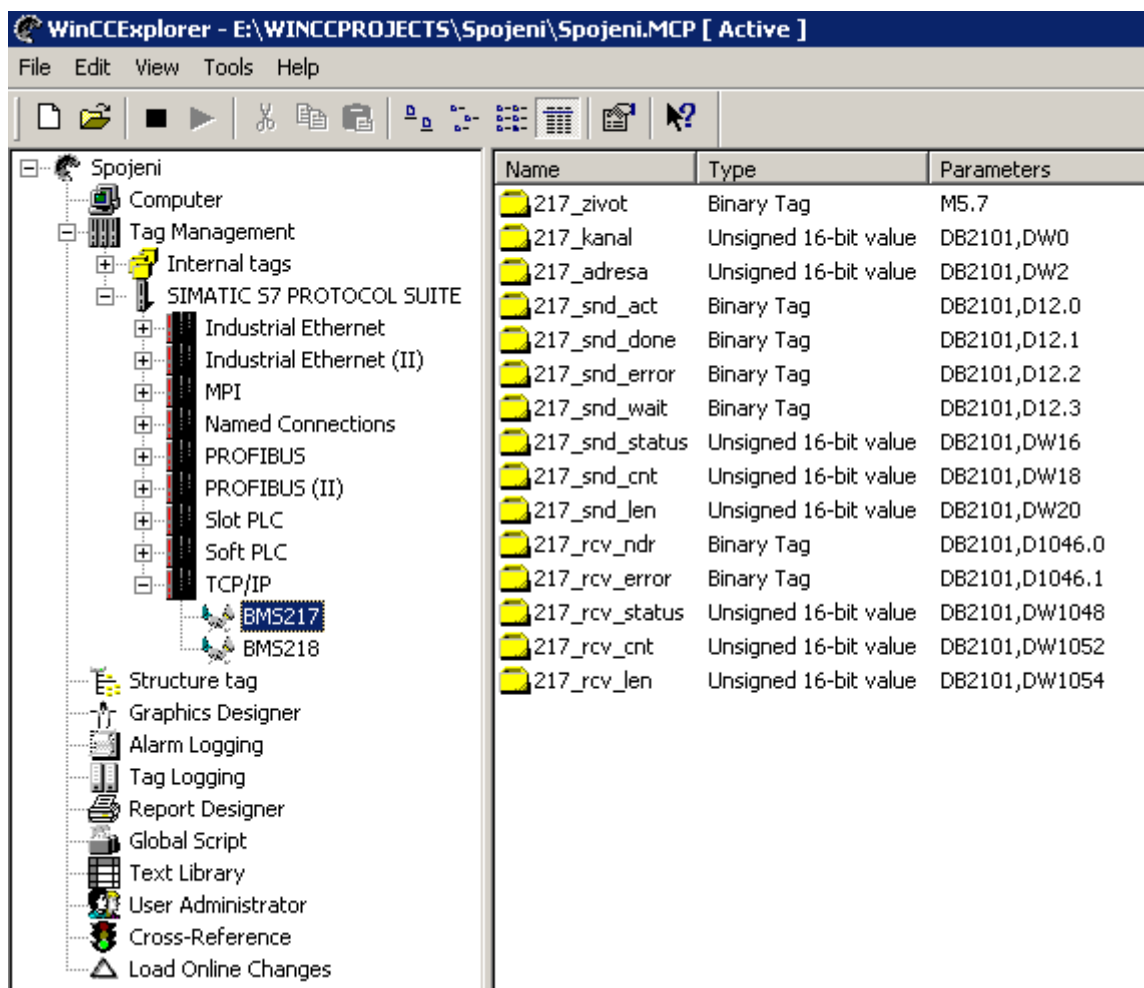 WinCCExplorer - E:\WINCCPROJECTS\Spojeni\Spojeni.MCP [ Active ]
File Edit View Tools Help
Spojeni
Computer
Tag Management
Internal tags
SIMATIC S7 PROTOCOL SUITE
Industrial Ethernet
Industrial Ethernet (II)
MPI
Named Connections
PROFIBUS
PROFIBUS (II)
Slot PLC
Soft PLC
TCP/IP
BMS217
BMS218
Structure tag
Graphics Designer
Alarm Logging
Tag Logging
Report Designer
Global Script
Text Library
User Administrator
Cross-Reference
Load Online Changes
Name Type Parameters
217_zivot Binary Tag M5.7
217_kanal Unsigned 16-bit value DB2101,DW0
217_adresa Unsigned 16-bit value DB2101,DW2
217_snd_act Binary Tag DB2101,D12.0
217_snd_done Binary Tag DB2101,D12.1
217_snd_error Binary Tag DB2101,D12.2
217_snd_wait Binary Tag DB2101,D12.3
217_snd_status Unsigned 16-bit value DB2101,DW16
217_snd_cnt Unsigned 16-bit value DB2101,DW18
217_snd_len Unsigned 16-bit value DB2101,DW20
217_rcv_ndr Binary Tag DB2101,D1046.0
217_rcv_error Binary Tag DB2101,D1046.1
217_rcv_status Unsigned 16-bit value DB2101,DW1048
217_rcv_cnt Unsigned 16-bit value DB2101,DW1052
217_rcv_len Unsigned 16-bit value DB2101,DW1054